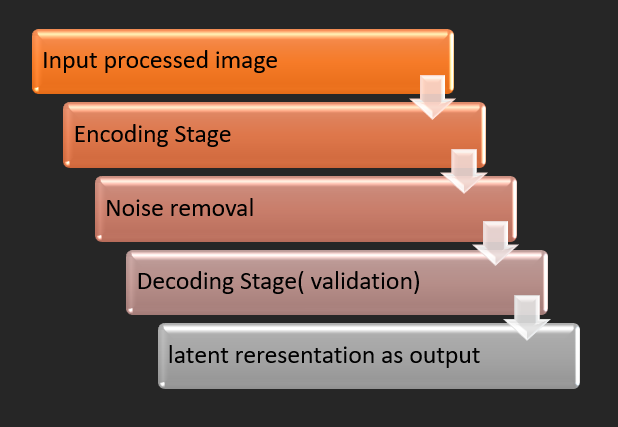 Input processed image
Encoding Stage
Noise removal
Decoding Stage( validation)
latent reresentation as output